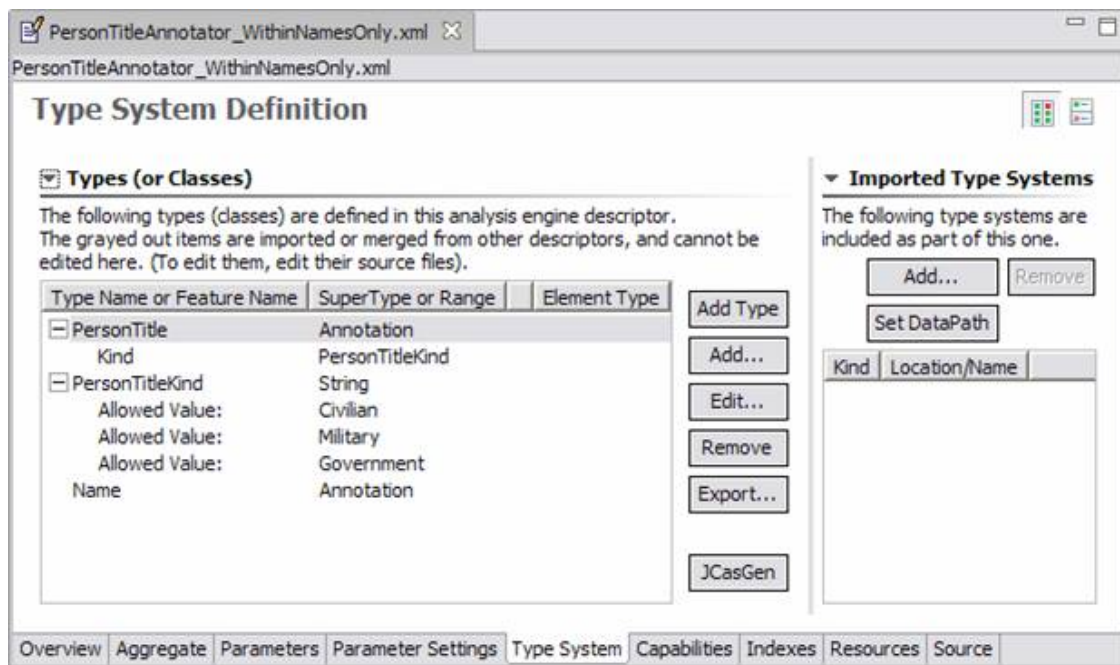 PersonTitleAnnotator_WithinNamesOnly.xml
PersonTitleAnnotator_WithinNamesOnly.xml
Type System Definition
Types (or Classes)
The following types (classes) are defined in this analysis engine descriptor.
The grayed out items are imported or merged from other descriptors, and cannot be
edited here. (To edit them, edit their source files).
Type Name or Feature Name SuperType or Range Element Type
PersonTitle Annotation
Kind PersonTitleKind
PersonTitleKind String
Allowed Value: Civilian
Allowed Value: Military
Allowed Value: Government
Name Annotation
Add Type
Add...
Edit...
Remove
Export...
JCasGen
Imported Type Systems
The following type systems are
included as part of this one.
Add... Remove
Set DataPath
Kind Location/Name
Overview Aggregate Parameters Parameter Settings Type System Capabilities Indexes Resources Source